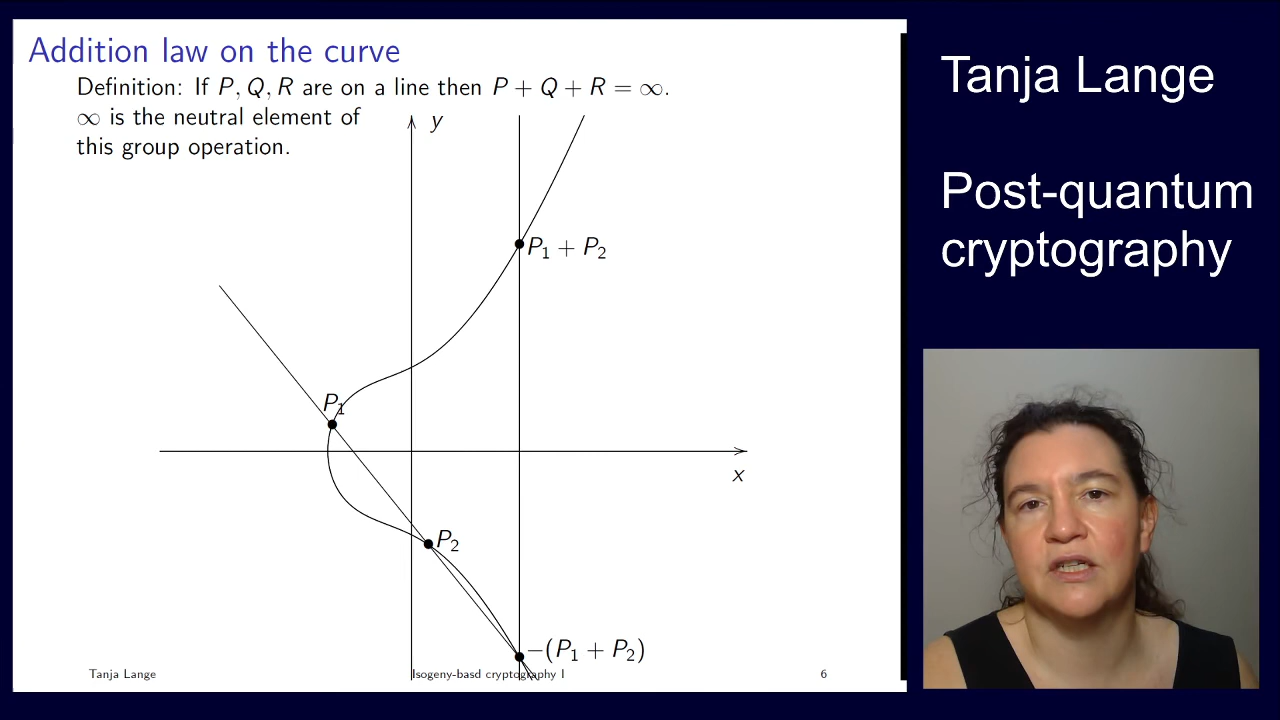 Addition law on the curve
Definition: If P, Q, R are on a line then P + Q + R = ∞.
∞ is the neutral element of
this group operation.
y
P₁ + P₂
P₁
x
P₂
−(P₁ + P₂)
Tanja Lange
Isogeny-basd cryptography I
6
Tanja Lange
Post-quantum
cryptography